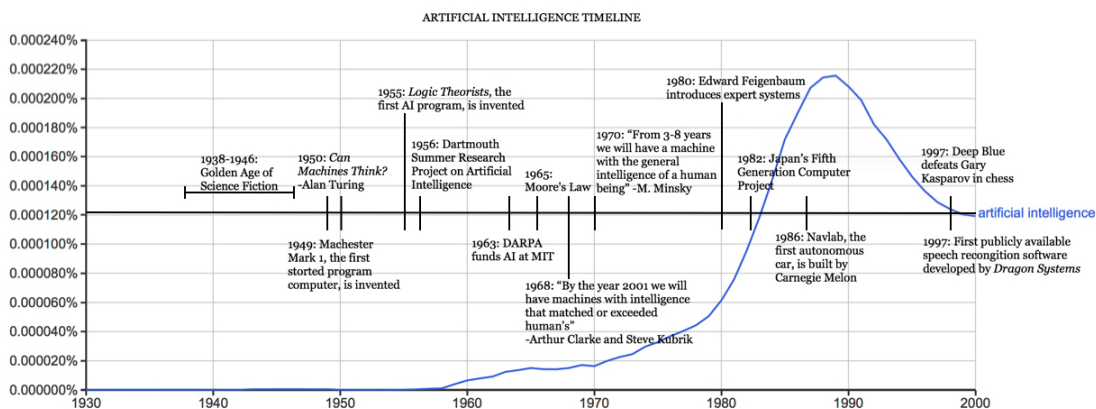 ARTIFICIAL INTELLIGENCE TIMELINE
0.000240%
0.000220%
0.000200%
0.000180%
0.000160%
0.000140%
0.000120%
0.000100%
0.000080%
0.000060%
0.000040%
0.000020%
0.000000%
1938-1946:
Golden Age of
Science Fiction
1950: Can
Machines Think?
-Alan Turing
1949: Machester
Mark 1, the first
storted program
computer, is invented
1955: Logic Theorists, the
first AI program, is invented
1956: Dartmouth
Summer Research
Project on Artificial
Intelligence
1963: DARPA
funds AI at MIT
1965:
Moore's Law
1968: "By the year 2001 we will
have machines with intelligence
that matched or exceeded
human's"
-Arthur Clarke and Steve Kubrik
1970: "From 3-8 years
we will have a machine
with the general
intelligence of a human
being" -M. Minsky
1980: Edward Feigenbaum
introduces expert systems
1982: Japan's Fifth
Generation Computer
Project
1986: Navlab, the
first autonomous
car, is built by
Carnegie Melon
1997: Deep Blue
defeats Gary
Kasparov in chess
artificial intelligence
1997: First publicly available
speech recongition software
developed by Dragon Systems
1930
1940
1950
1960
1970
1980
1990
2000